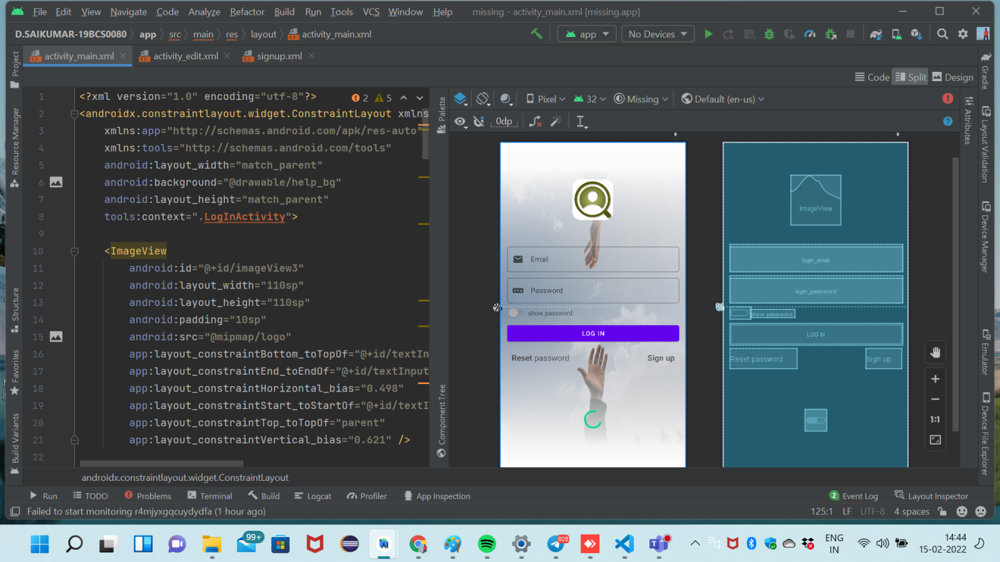 File Edit View Navigate Code Analyze Refactor Build Run Tools VCS Window Help missing - activity_main.xml [missing.app]
D.SAIKUMAR-19BCS0080 app src main res layout activity_main.xml app No Devices
activity_main.xml activity_edit.xml signup.xml
Code Split Design
Project
Resource Manager
Structure
Favorites
Build Variants
1 <?xml version="1.0" encoding="utf-8"?> 2 5
2 <androidx.constraintlayout.widget.ConstraintLayout xmlns
3 xmlns:app="http://schemas.android.com/apk/res-auto"
4 xmlns:tools="http://schemas.android.com/tools"
5 android:layout_width="match_parent"
6 android:background="@drawable/help_bg"
7 android:layout_height="match_parent"
8 tools:context=".LogInActivity">
9
10 <ImageView
11 android:id="@+id/imageView3"
12 android:layout_width="110sp"
13 android:layout_height="110sp"
14 android:padding="10sp"
15 android:src="@mipmap/logo"
16 app:layout_constraintBottom_toTopOf="@+id/textIn
17 app:layout_constraintEnd_toEndOf="@+id/textInput
18 app:layout_constraintHorizontal_bias="0.498"
19 app:layout_constraintStart_toStartOf="@+id/textI
20 app:layout_constraintTop_toTopOf="parent"
21 app:layout_constraintVertical_bias="0.621" />
22
Palette
Component Tree
Pixel 32 Missing Default (en-us)
0dp
Email
Password
show password
LOG IN
Reset password Sign up
ImageView
login_email
login_password
show password
LOG IN
Reset password Sign up
1:1
Attributes
Gradle
Layout Validation
Device Manager
Emulator
Device File Explorer
androidx.constraintlayout.widget.ConstraintLayout
Run TODO Problems Terminal Build Logcat Profiler App Inspection 2 Event Log Layout Inspector
Failed to start monitoring r4mjyxgqcuydydfa (1 hour ago) 125:1 LF UTF-8 4 spaces
99+ 808 ENG 14:44
IN 15-02-2022